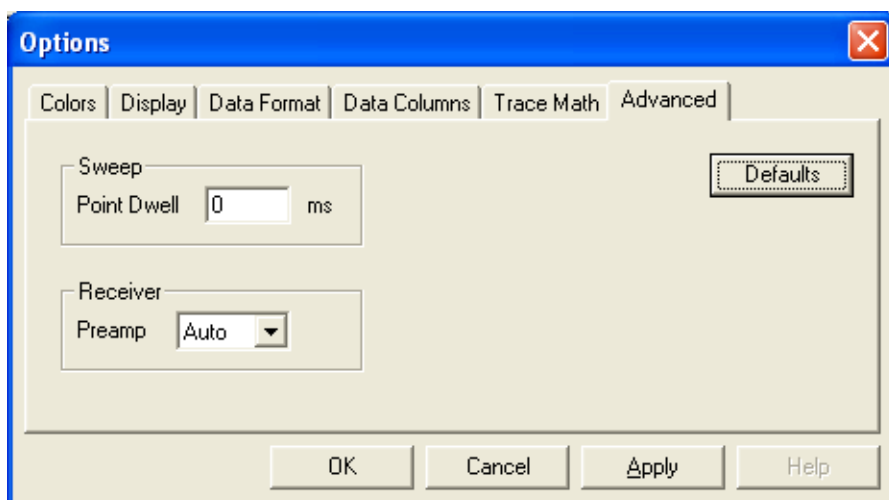 Options
Colors Display Data Format Data Columns Trace Math Advanced
Sweep
Defaults
Point Dwell 0 ms
Receiver
Preamp Auto
OK Cancel Apply Help